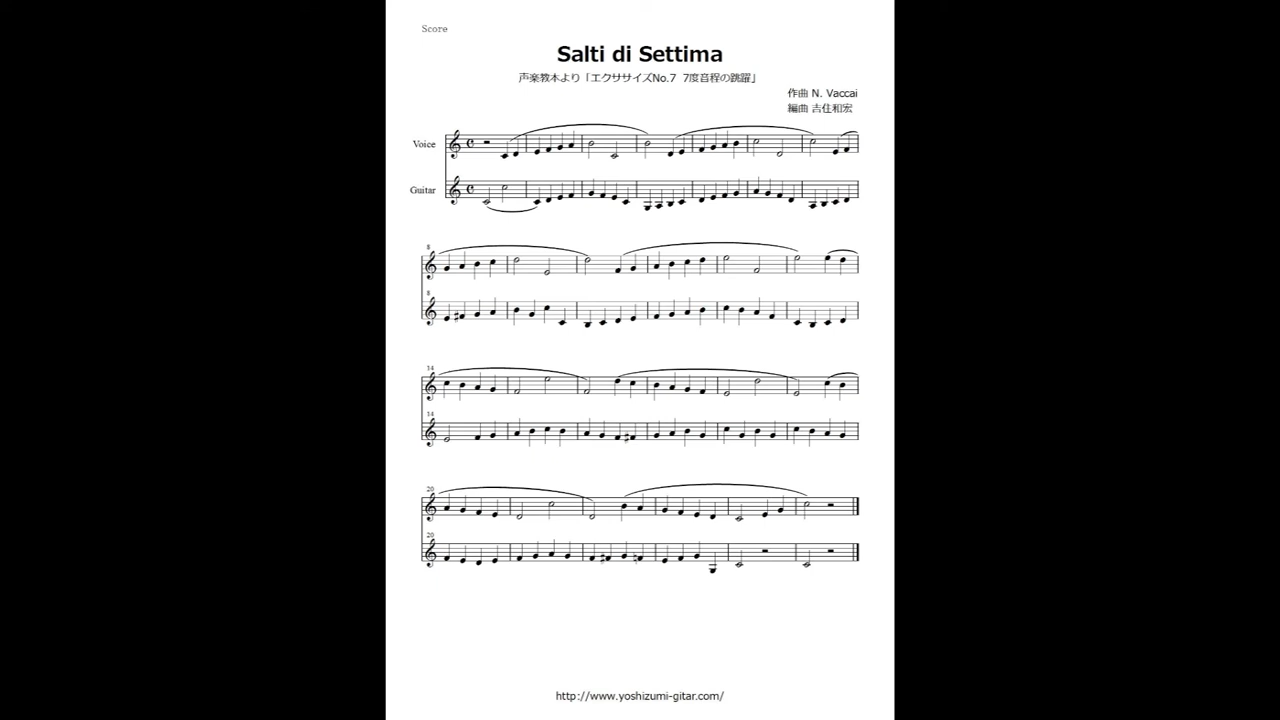 Score
Salti di Settima
声楽教本より「エクササイズNo.7 7度音程の跳躍」
作曲 N. Vaccai
編曲 吉住和宏
Voice
Guitar
8
8
14
14
20
20
http://www.yoshizumi-gitar.com/